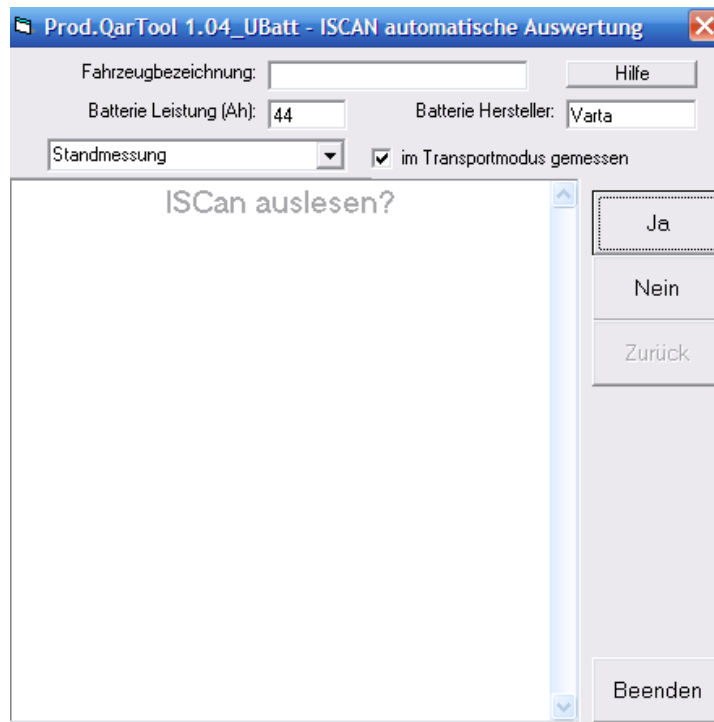 Prod.QarTool 1.04_UBatt - ISCAN automatische Auswertung
Fahrzeugbezeichnung: Hilfe
Batterie Leistung (Ah): 44 Batterie Hersteller: Varta
Standmessung im Transportmodus gemessen
ISCan auslesen?
Ja
Nein
Zurück
Beenden